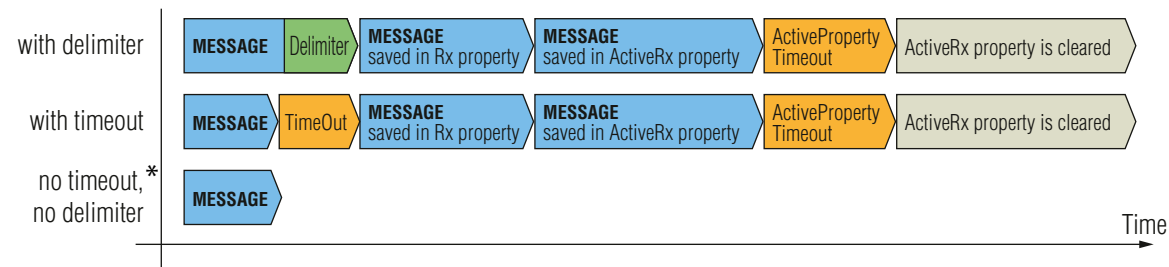 with delimiter
MESSAGE
Delimiter
MESSAGE
saved in Rx property
MESSAGE
saved in ActiveRx property
ActiveProperty
Timeout
ActiveRx property is cleared
with timeout
MESSAGE
TimeOut
MESSAGE
saved in Rx property
MESSAGE
saved in ActiveRx property
ActiveProperty
Timeout
ActiveRx property is cleared
no timeout,*
no delimiter
MESSAGE
Time